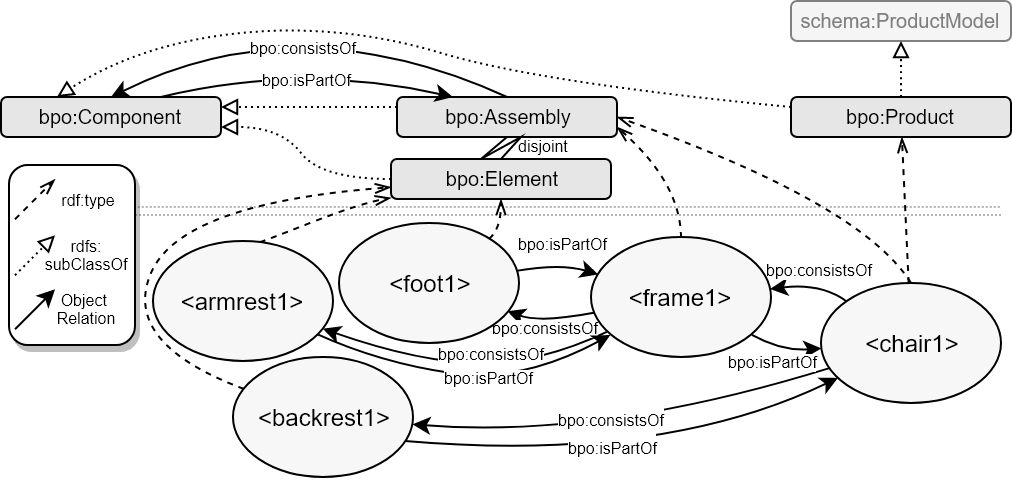 schema:ProductModel
bpo:consistsOf
bpo:isPartOf
bpo:Component
bpo:Assembly
bpo:Product
disjoint
bpo:Element
rdf:type
rdfs:
subClassOf
Object
Relation
bpo:isPartOf
<foot1>
bpo:consistsOf
<armrest1>
<frame1>
bpo:consistsOf
<chair1>
bpo:consistsOf
bpo:isPartOf
bpo:isPartOf
<backrest1>
bpo:consistsOf
bpo:isPartOf